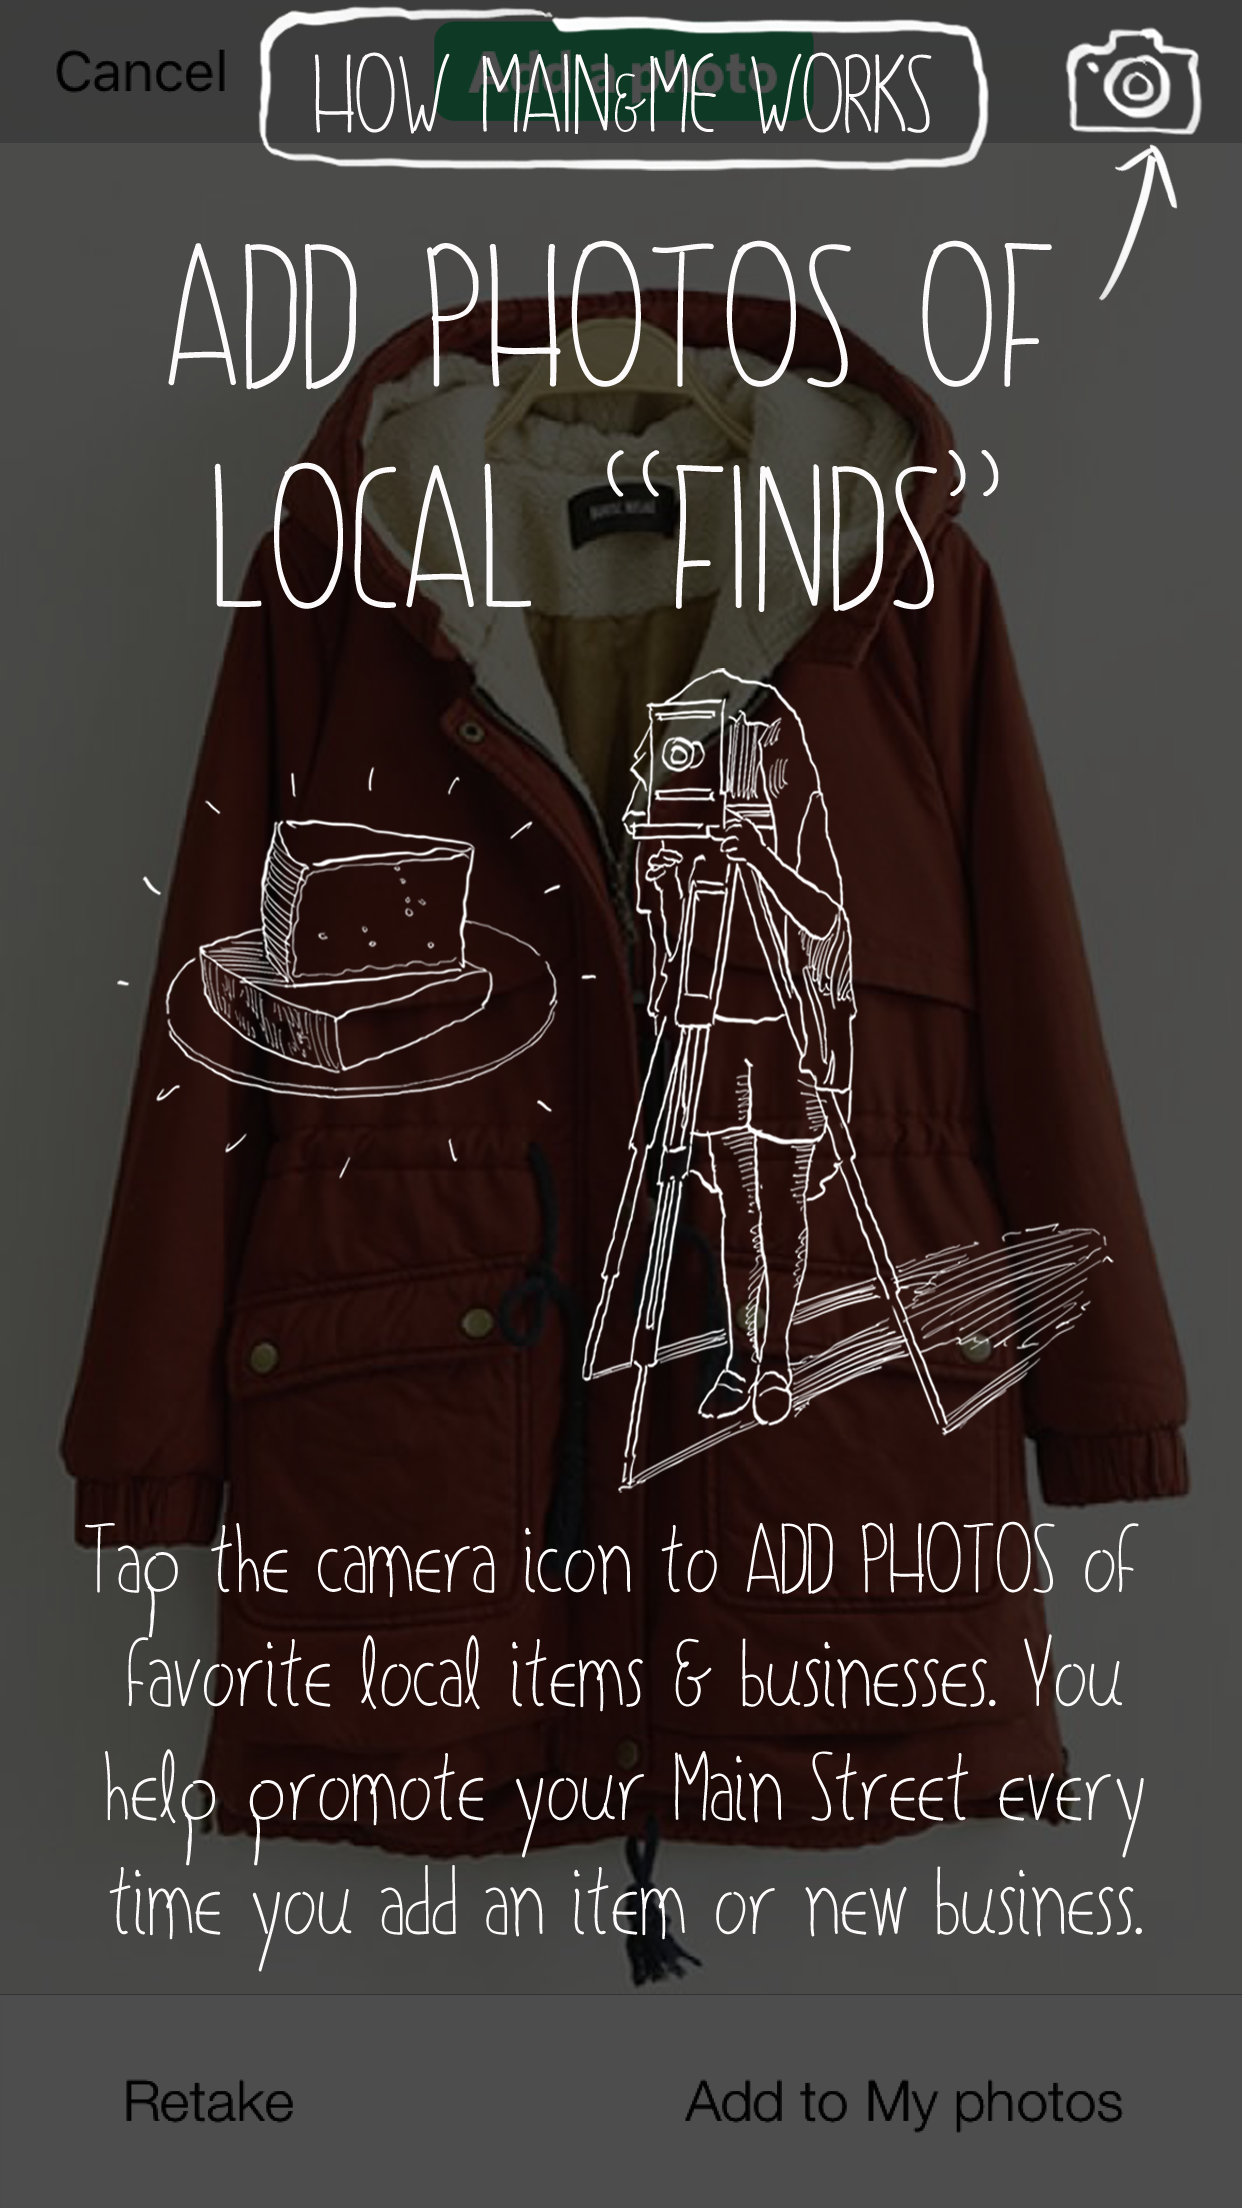 Cancel
Add a photo
HOW MAIN&ME WORKS
ADD PHOTOS OF
LOCAL “FINDS”
Tap the camera icon to ADD PHOTOS of
favorite local items & businesses. You
help promote your Main Street every
time you add an item or new business.
Retake
Add to My photos